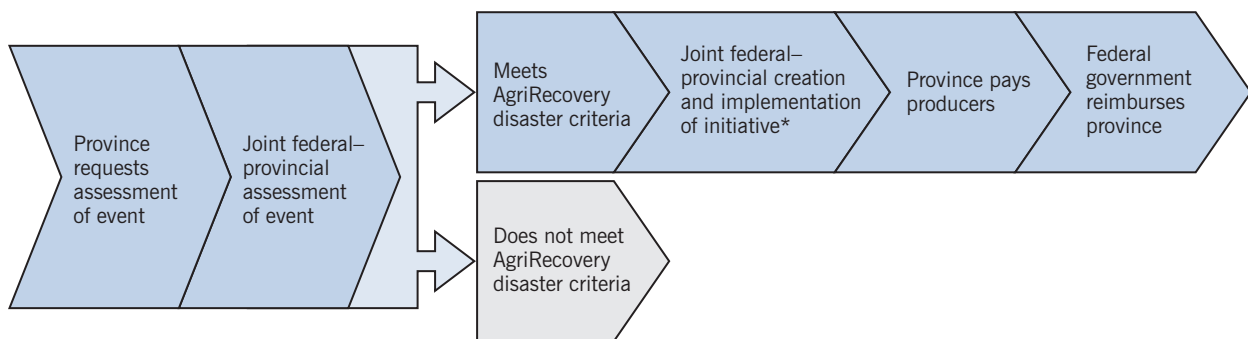 Province
requests
assessment
of event
Joint federal–
provincial
assessment
of event
Meets
AgriRecovery
disaster criteria
Joint federal–
provincial creation
and implementation
of initiative*
Province pays
producers
Federal
government
reimburses
province
Does not meet
AgriRecovery
disaster criteria